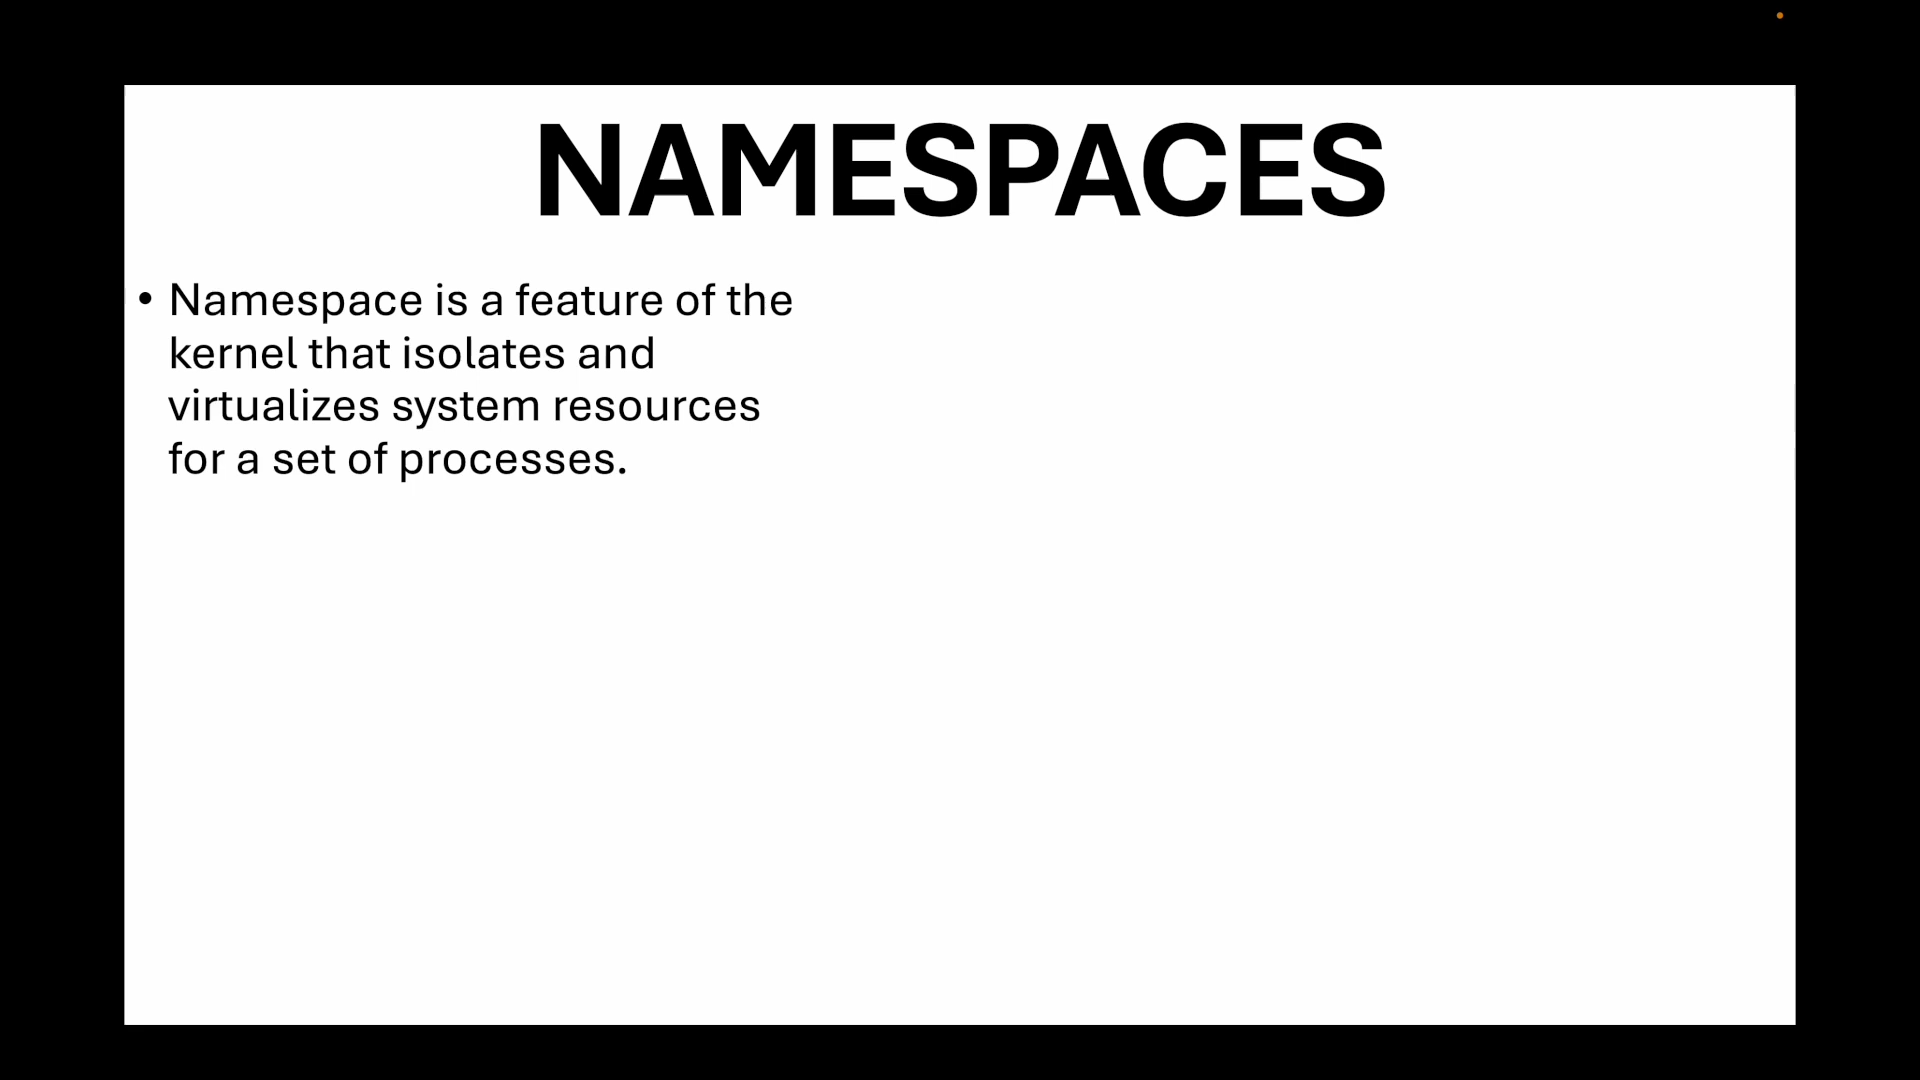 NAMESPACES
• Namespace is a feature of the
kernel that isolates and
virtualizes system resources
for a set of processes.